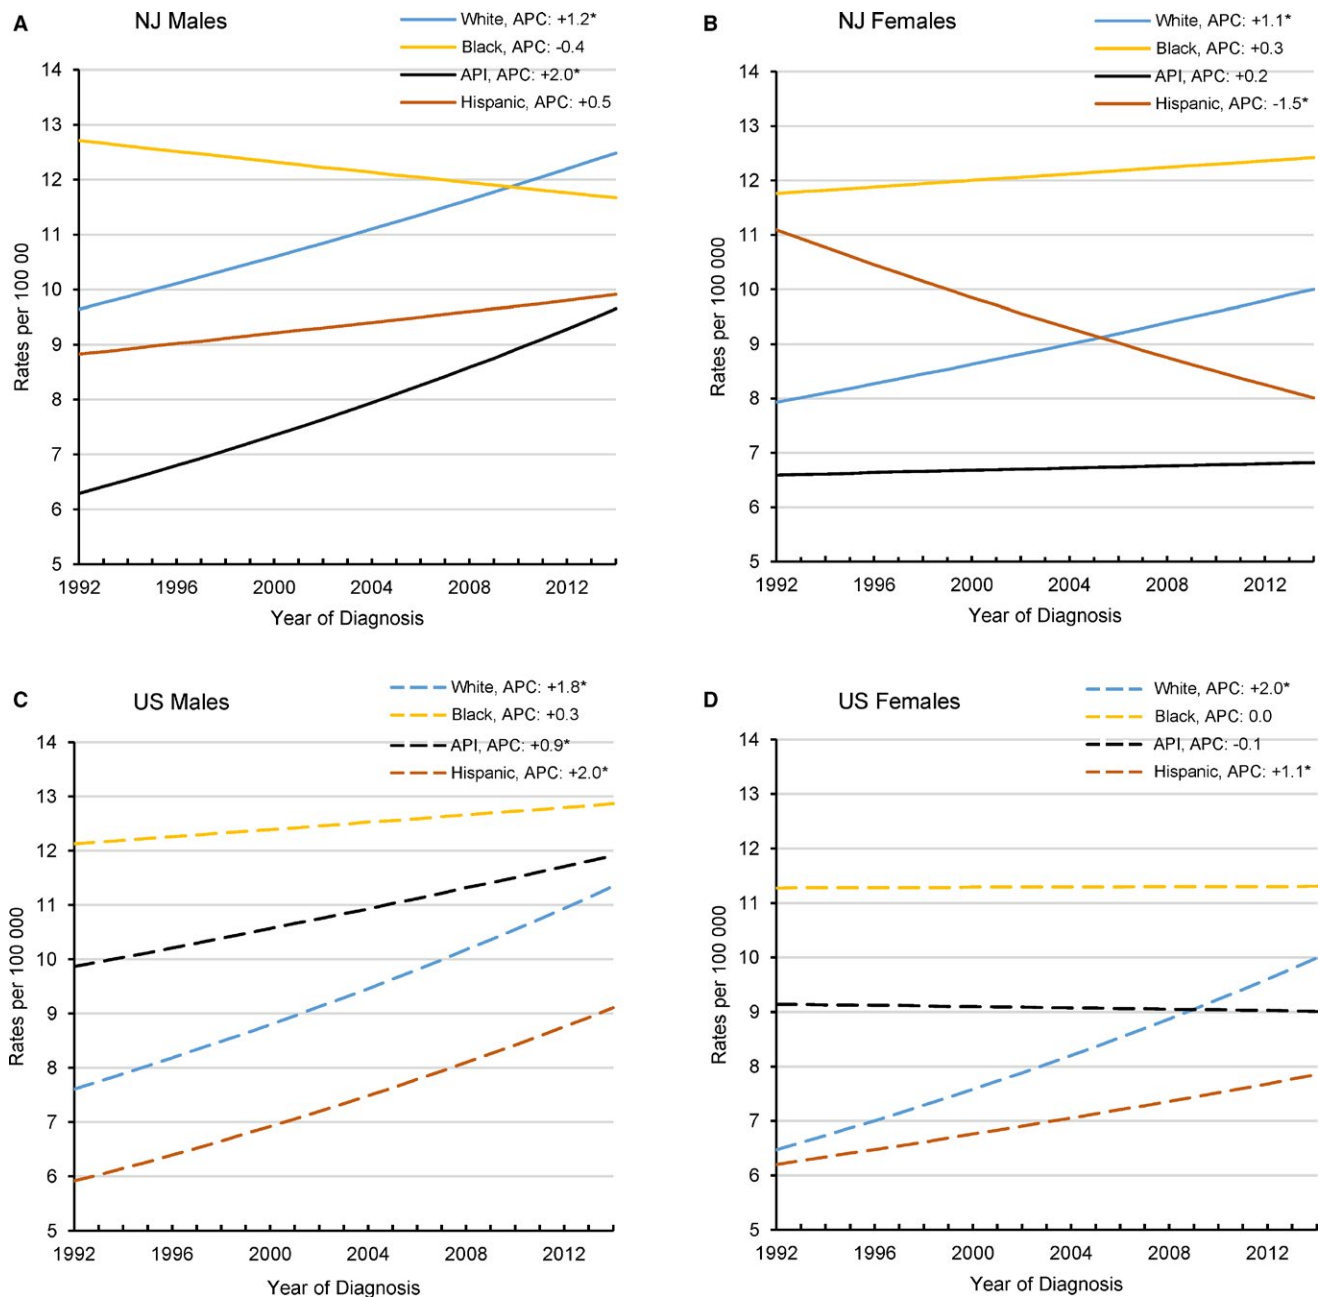 A
NJ Males
White, APC: +1.2*
Black, APC: -0.4
API, APC: +2.0*
Hispanic, APC: +0.5
Rates per 100 00
14
13
12
11
10
9
8
7
6
5
1992 1996 2000 2004 2008 2012
Year of Diagnosis
B
NJ Females
White, APC: +1.1*
Black, APC: +0.3
API, APC: +0.2
Hispanic, APC: -1.5*
Rates per 100 000
14
13
12
11
10
9
8
7
6
5
1992 1996 2000 2004 2008 2012
Year of Diagnosis
C
US Males
White, APC: +1.8*
Black, APC: +0.3
API, APC: +0.9*
Hispanic, APC: +2.0*
Rates per 100 000
14
13
12
11
10
9
8
7
6
5
1992 1996 2000 2004 2008 2012
Year of Diagnosis
D
US Females
White, APC: +2.0*
Black, APC: 0.0
API, APC: -0.1
Hispanic, APC: +1.1*
Rates per 100 000
14
13
12
11
10
9
8
7
6
5
1992 1996 2000 2004 2008 2012
Year of Diagnosis